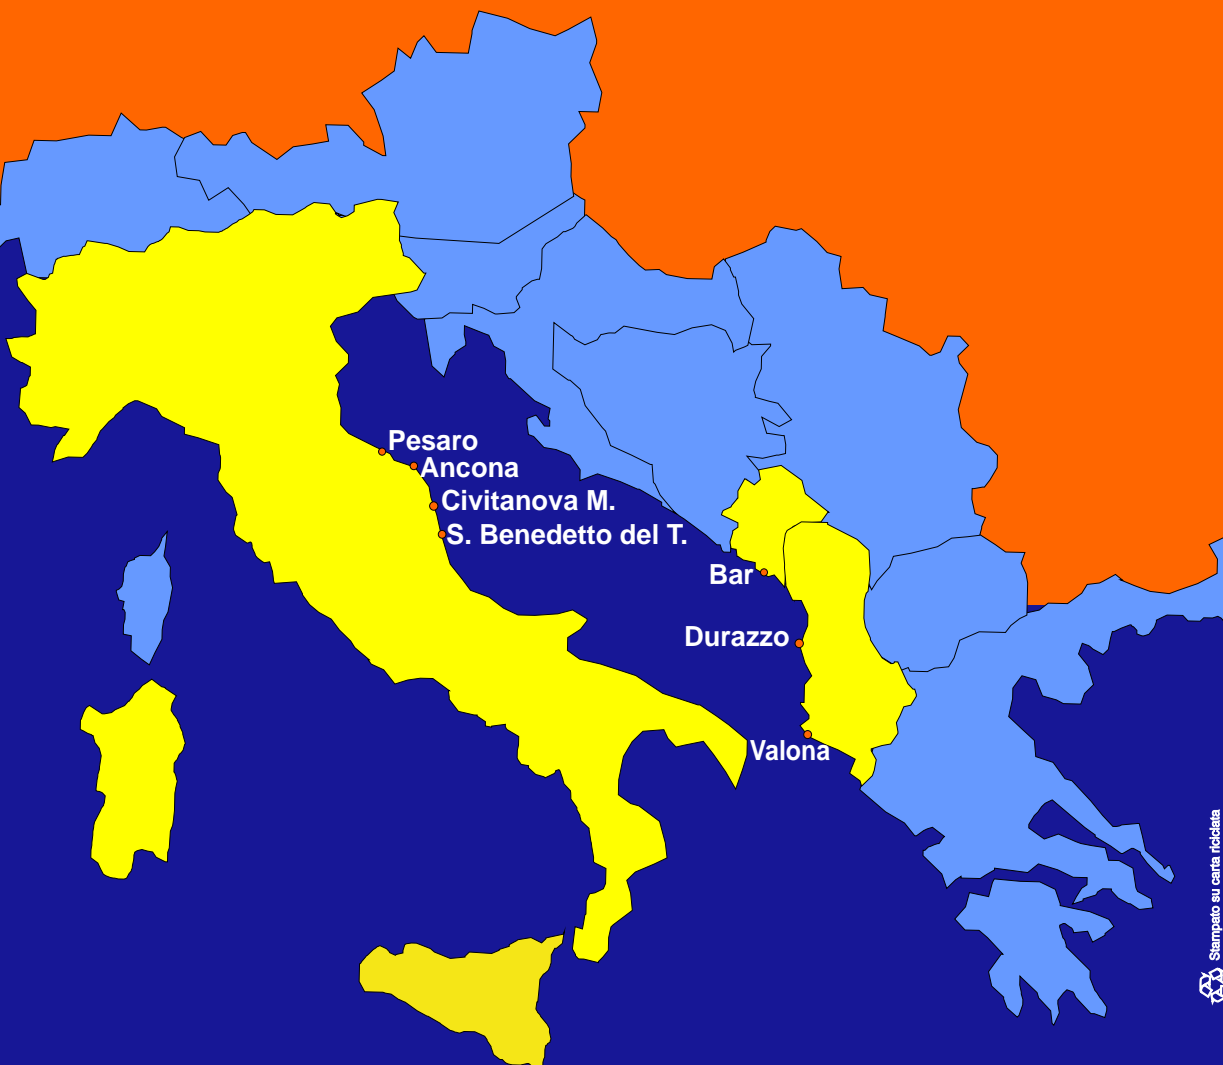 Pesaro
Ancona
Civitanova M.
S. Benedetto del T.
Bar
Durazzo
Valona
Stampato su carta riciclata